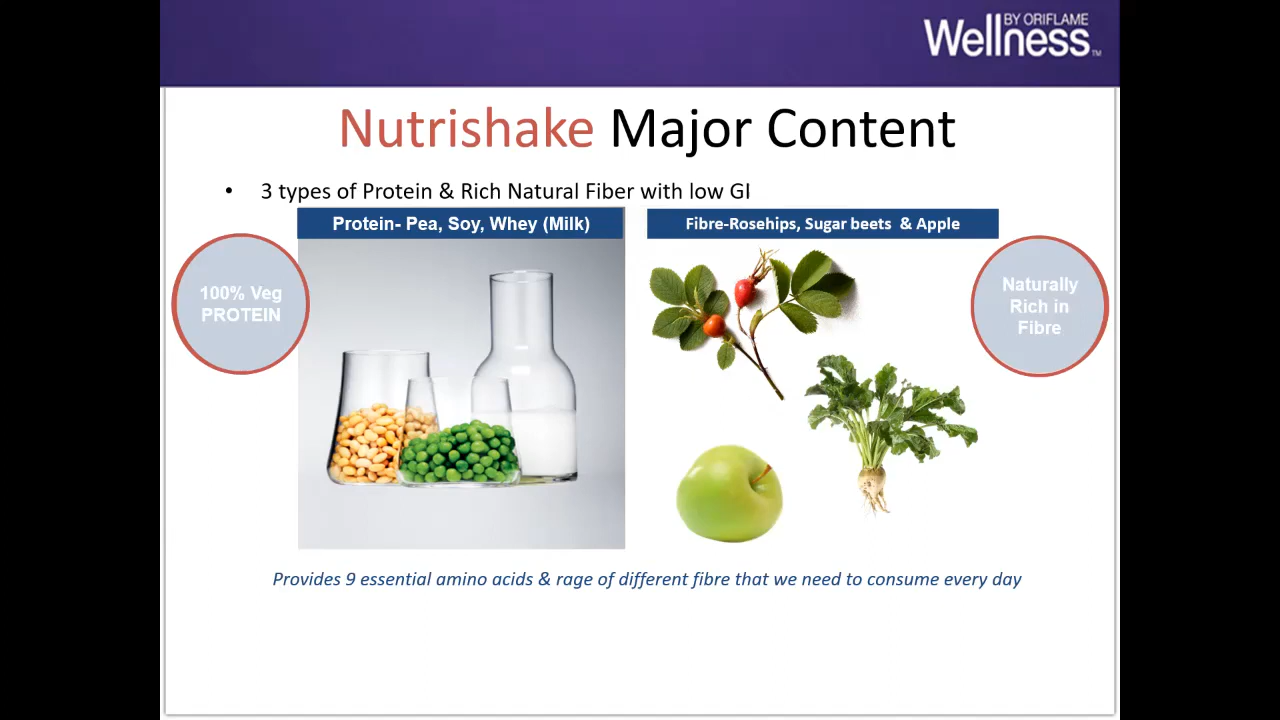 BY ORIFLAME
Wellness™
Nutrishake Major Content
• 3 types of Protein & Rich Natural Fiber with low GI
Protein- Pea, Soy, Whey (Milk)
Fibre-Rosehips, Sugar beets & Apple
100% Veg
PROTEIN
Naturally
Rich in
Fibre
Provides 9 essential amino acids & rage of different fibre that we need to consume every day